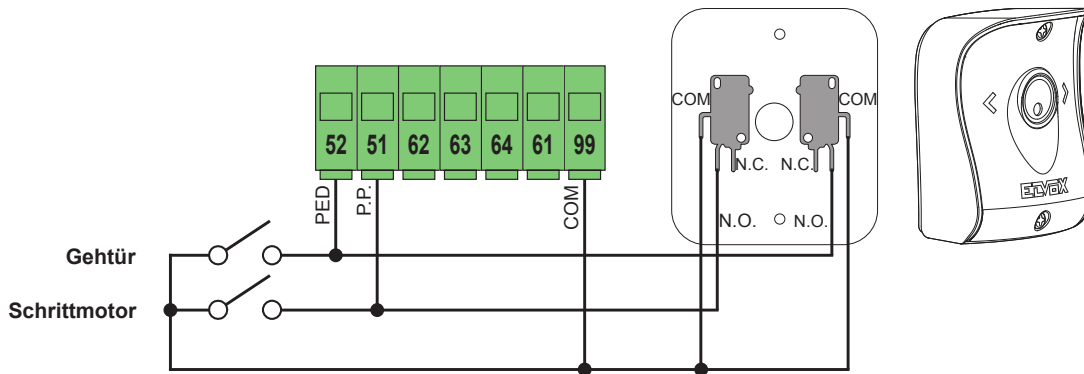 52 51 62 63 64 61 99
PED
P.P.
COM
COM
COM
N.C.
N.C.
N.O.
N.O.
ELVOX
Gehtür
Schrittmotor